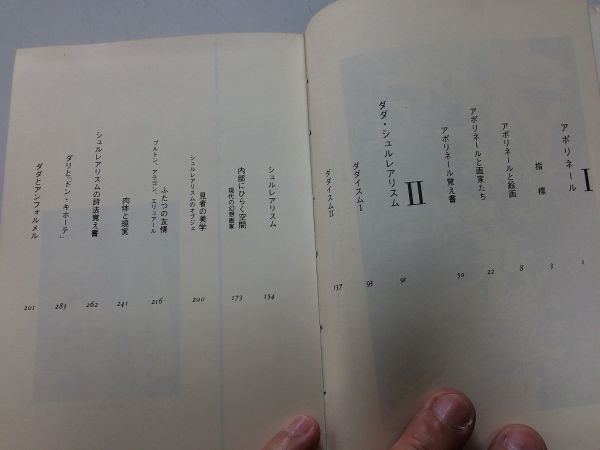 I
アポリネール 1
指標 3
アポリネールと絵画 8
アポリネールと画家たち 22
アポリネール覚え書 50
II
ダダ・シュルレアリスム 91
ダダイスムI 93
ダダイスムII 137
シュルレアリスム 154
内部にひらく空間
現代の幻想画家 173
見者の美学
シュルレアリスムのオブジェ 200
ふたつの友情
ブルトン、アラゴン、エリュアール 216
肉体と現実 241
シュルレアリスムの詩法覚え書 262
ダリと『ドン・キホーテ』 283
ダダとアンフォルメル 201